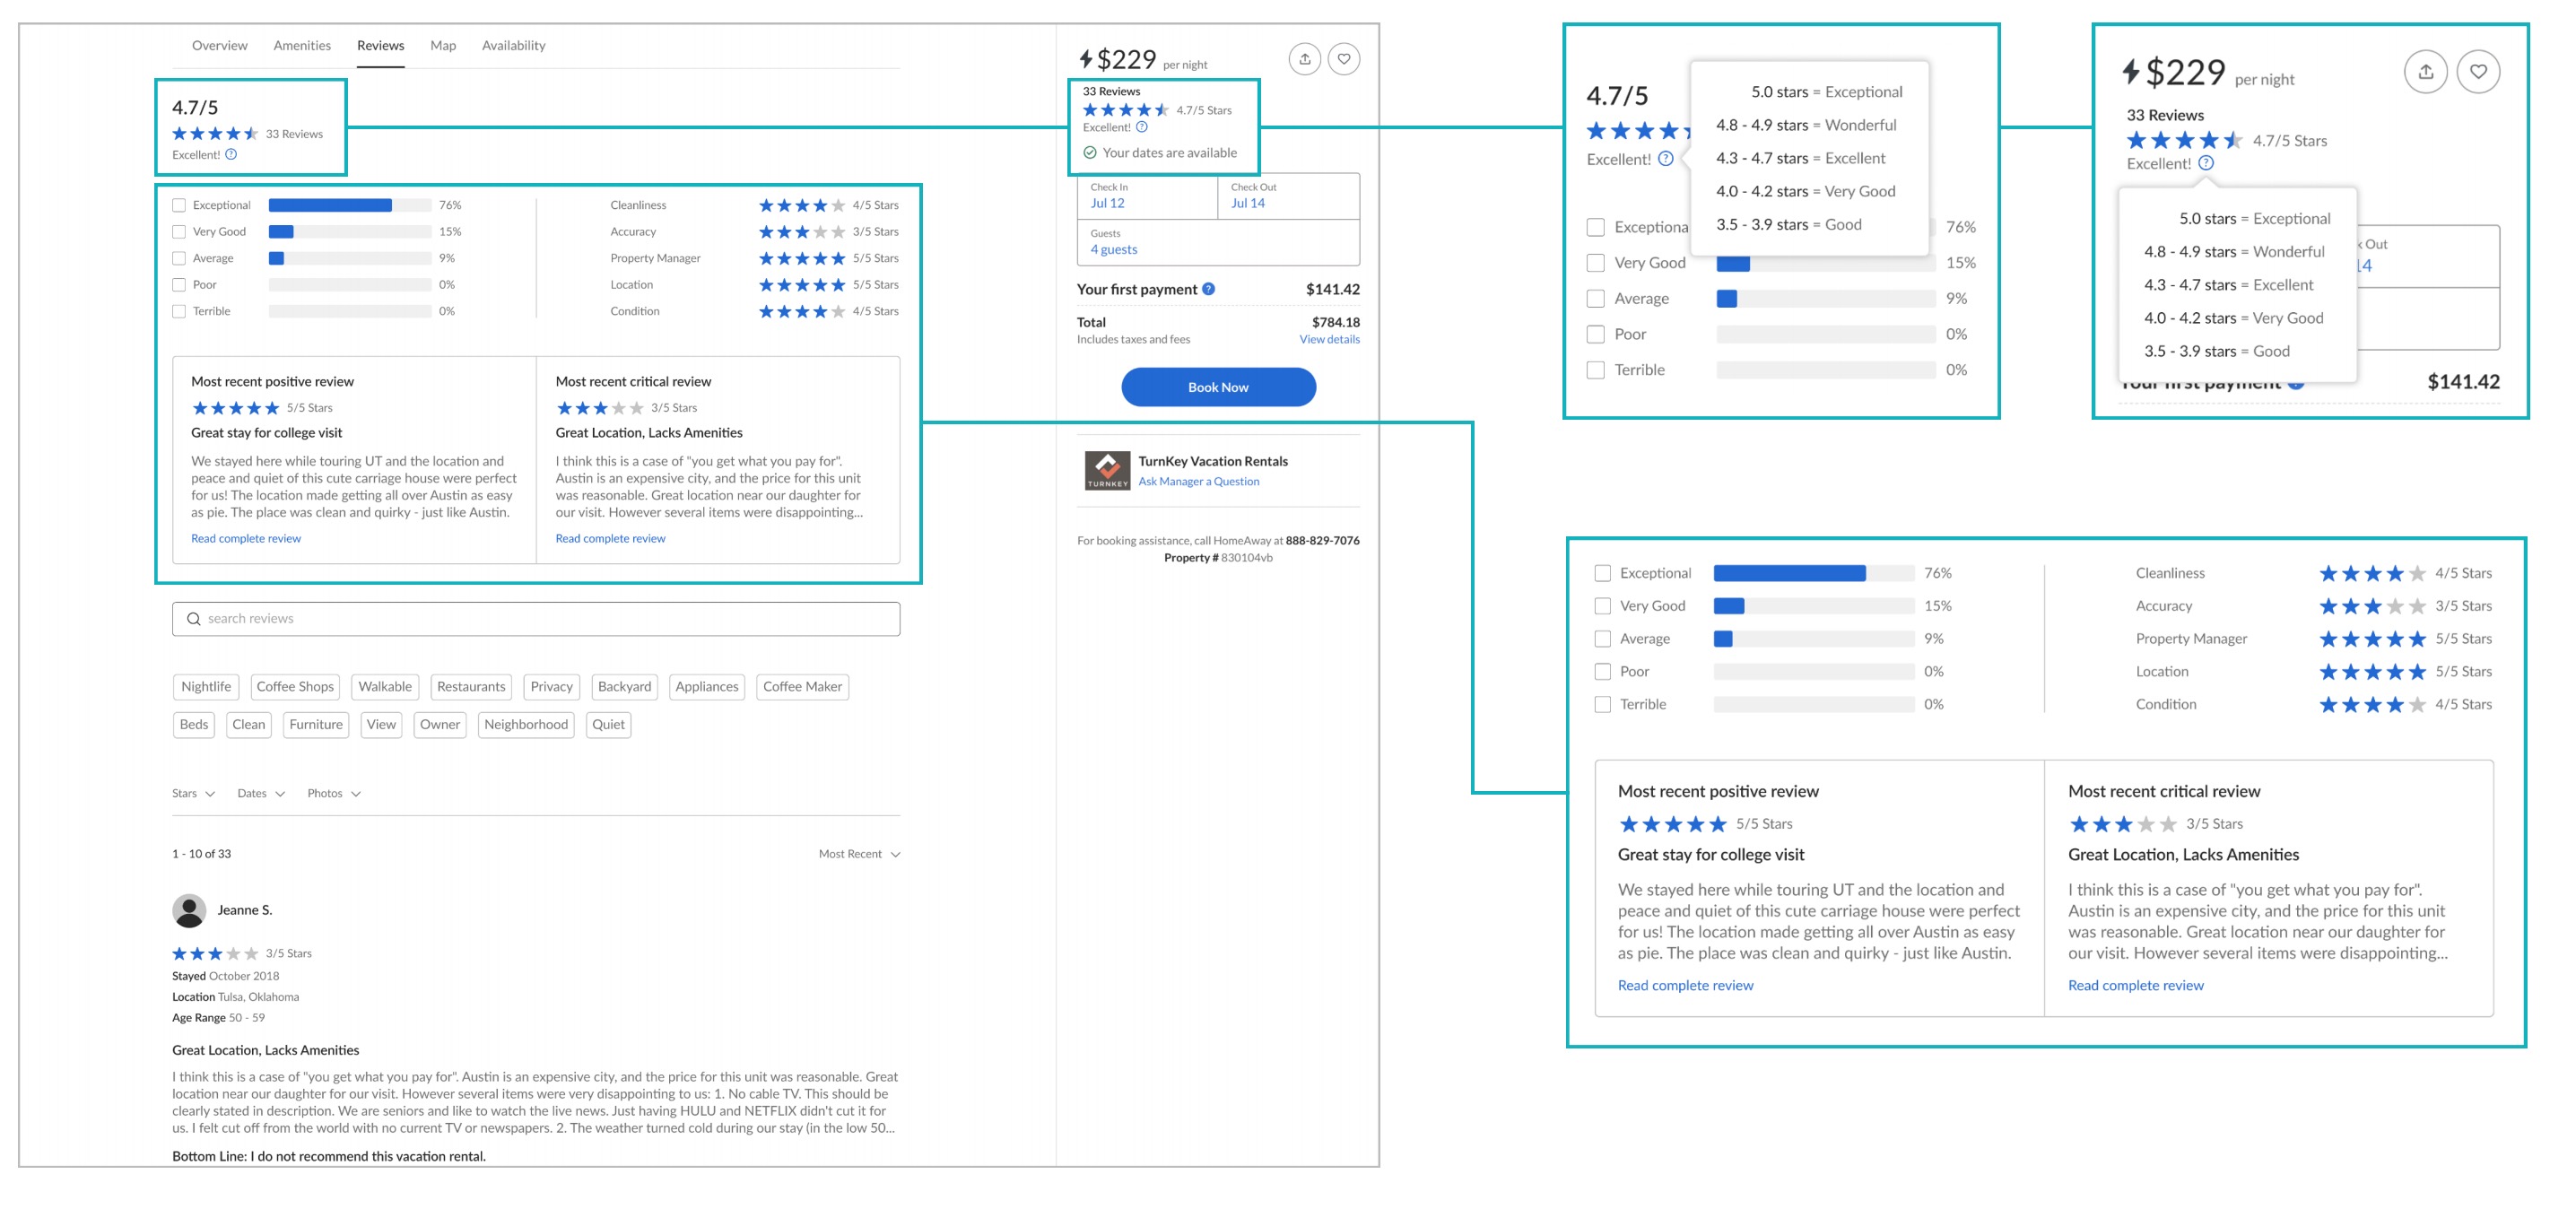 Overview Amenities Reviews Map Availability
4.7/5
33 Reviews
Excellent! ?
Exceptional 76%
Very Good 15%
Average 9%
Poor 0%
Terrible 0%
Cleanliness 4/5 Stars
Accuracy 3/5 Stars
Property Manager 5/5 Stars
Location 5/5 Stars
Condition 4/5 Stars
Most recent positive review
5/5 Stars
Great stay for college visit
We stayed here while touring UT and the location and
peace and quiet of this cute carriage house were perfect
for us! The location made getting all over Austin as easy
as pie. The place was clean and quirky - just like Austin.
Read complete review
Most recent critical review
3/5 Stars
Great Location, Lacks Amenities
I think this is a case of "you get what you pay for".
Austin is an expensive city, and the price for this unit
was reasonable. Great location near our daughter for
our visit. However several items were disappointing...
Read complete review
search reviews
Nightlife Coffee Shops Walkable Restaurants Privacy Backyard Appliances Coffee Maker
Beds Clean Furniture View Owner Neighborhood Quiet
Stars Dates Photos
1 - 10 of 33 Most Recent
Jeanne S.
3/5 Stars
Stayed October 2018
Location Tulsa, Oklahoma
Age Range 50 - 59
Great Location, Lacks Amenities
I think this is a case of "you get what you pay for". Austin is an expensive city, and the price for this unit was reasonable. Great
location near our daughter for our visit. However several items were very disappointing to us: 1. No cable TV. This should be
clearly stated in description. We are seniors and like to watch the live news. Just having HULU and NETFLIX didn't cut it for
us. I felt cut off from the world with no current TV or newspapers. 2. The weather turned cold during our stay (in the low 50...
Bottom Line: I do not recommend this vacation rental.
$229 per night
33 Reviews
4.7/5 Stars
Excellent! ?
Your dates are available
Check In Check Out
Jul 12 Jul 14
Guests
4 guests
Your first payment ? $141.42
Total $784.18
Includes taxes and fees View details
Book Now
TURNKEY
TurnKey Vacation Rentals
Ask Manager a Question
For booking assistance, call HomeAway at 888-829-7076
Property # 830104vb
4.7/5
Excellent! ?
5.0 stars = Exceptional
4.8 - 4.9 stars = Wonderful
4.3 - 4.7 stars = Excellent
4.0 - 4.2 stars = Very Good
3.5 - 3.9 stars = Good
Exceptiona 76%
Very Good 15%
Average 9%
Poor 0%
Terrible 0%
$229 per night
33 Reviews
4.7/5 Stars
Excellent! ?
5.0 stars = Exceptional
4.8 - 4.9 stars = Wonderful
4.3 - 4.7 stars = Excellent
4.0 - 4.2 stars = Very Good
3.5 - 3.9 stars = Good
k Out
14
Your first payment ? $141.42
Exceptional 76%
Very Good 15%
Average 9%
Poor 0%
Terrible 0%
Cleanliness 4/5 Stars
Accuracy 3/5 Stars
Property Manager 5/5 Stars
Location 5/5 Stars
Condition 4/5 Stars
Most recent positive review
5/5 Stars
Great stay for college visit
We stayed here while touring UT and the location and
peace and quiet of this cute carriage house were perfect
for us! The location made getting all over Austin as easy
as pie. The place was clean and quirky - just like Austin.
Read complete review
Most recent critical review
3/5 Stars
Great Location, Lacks Amenities
I think this is a case of "you get what you pay for".
Austin is an expensive city, and the price for this unit
was reasonable. Great location near our daughter for
our visit. However several items were disappointing...
Read complete review